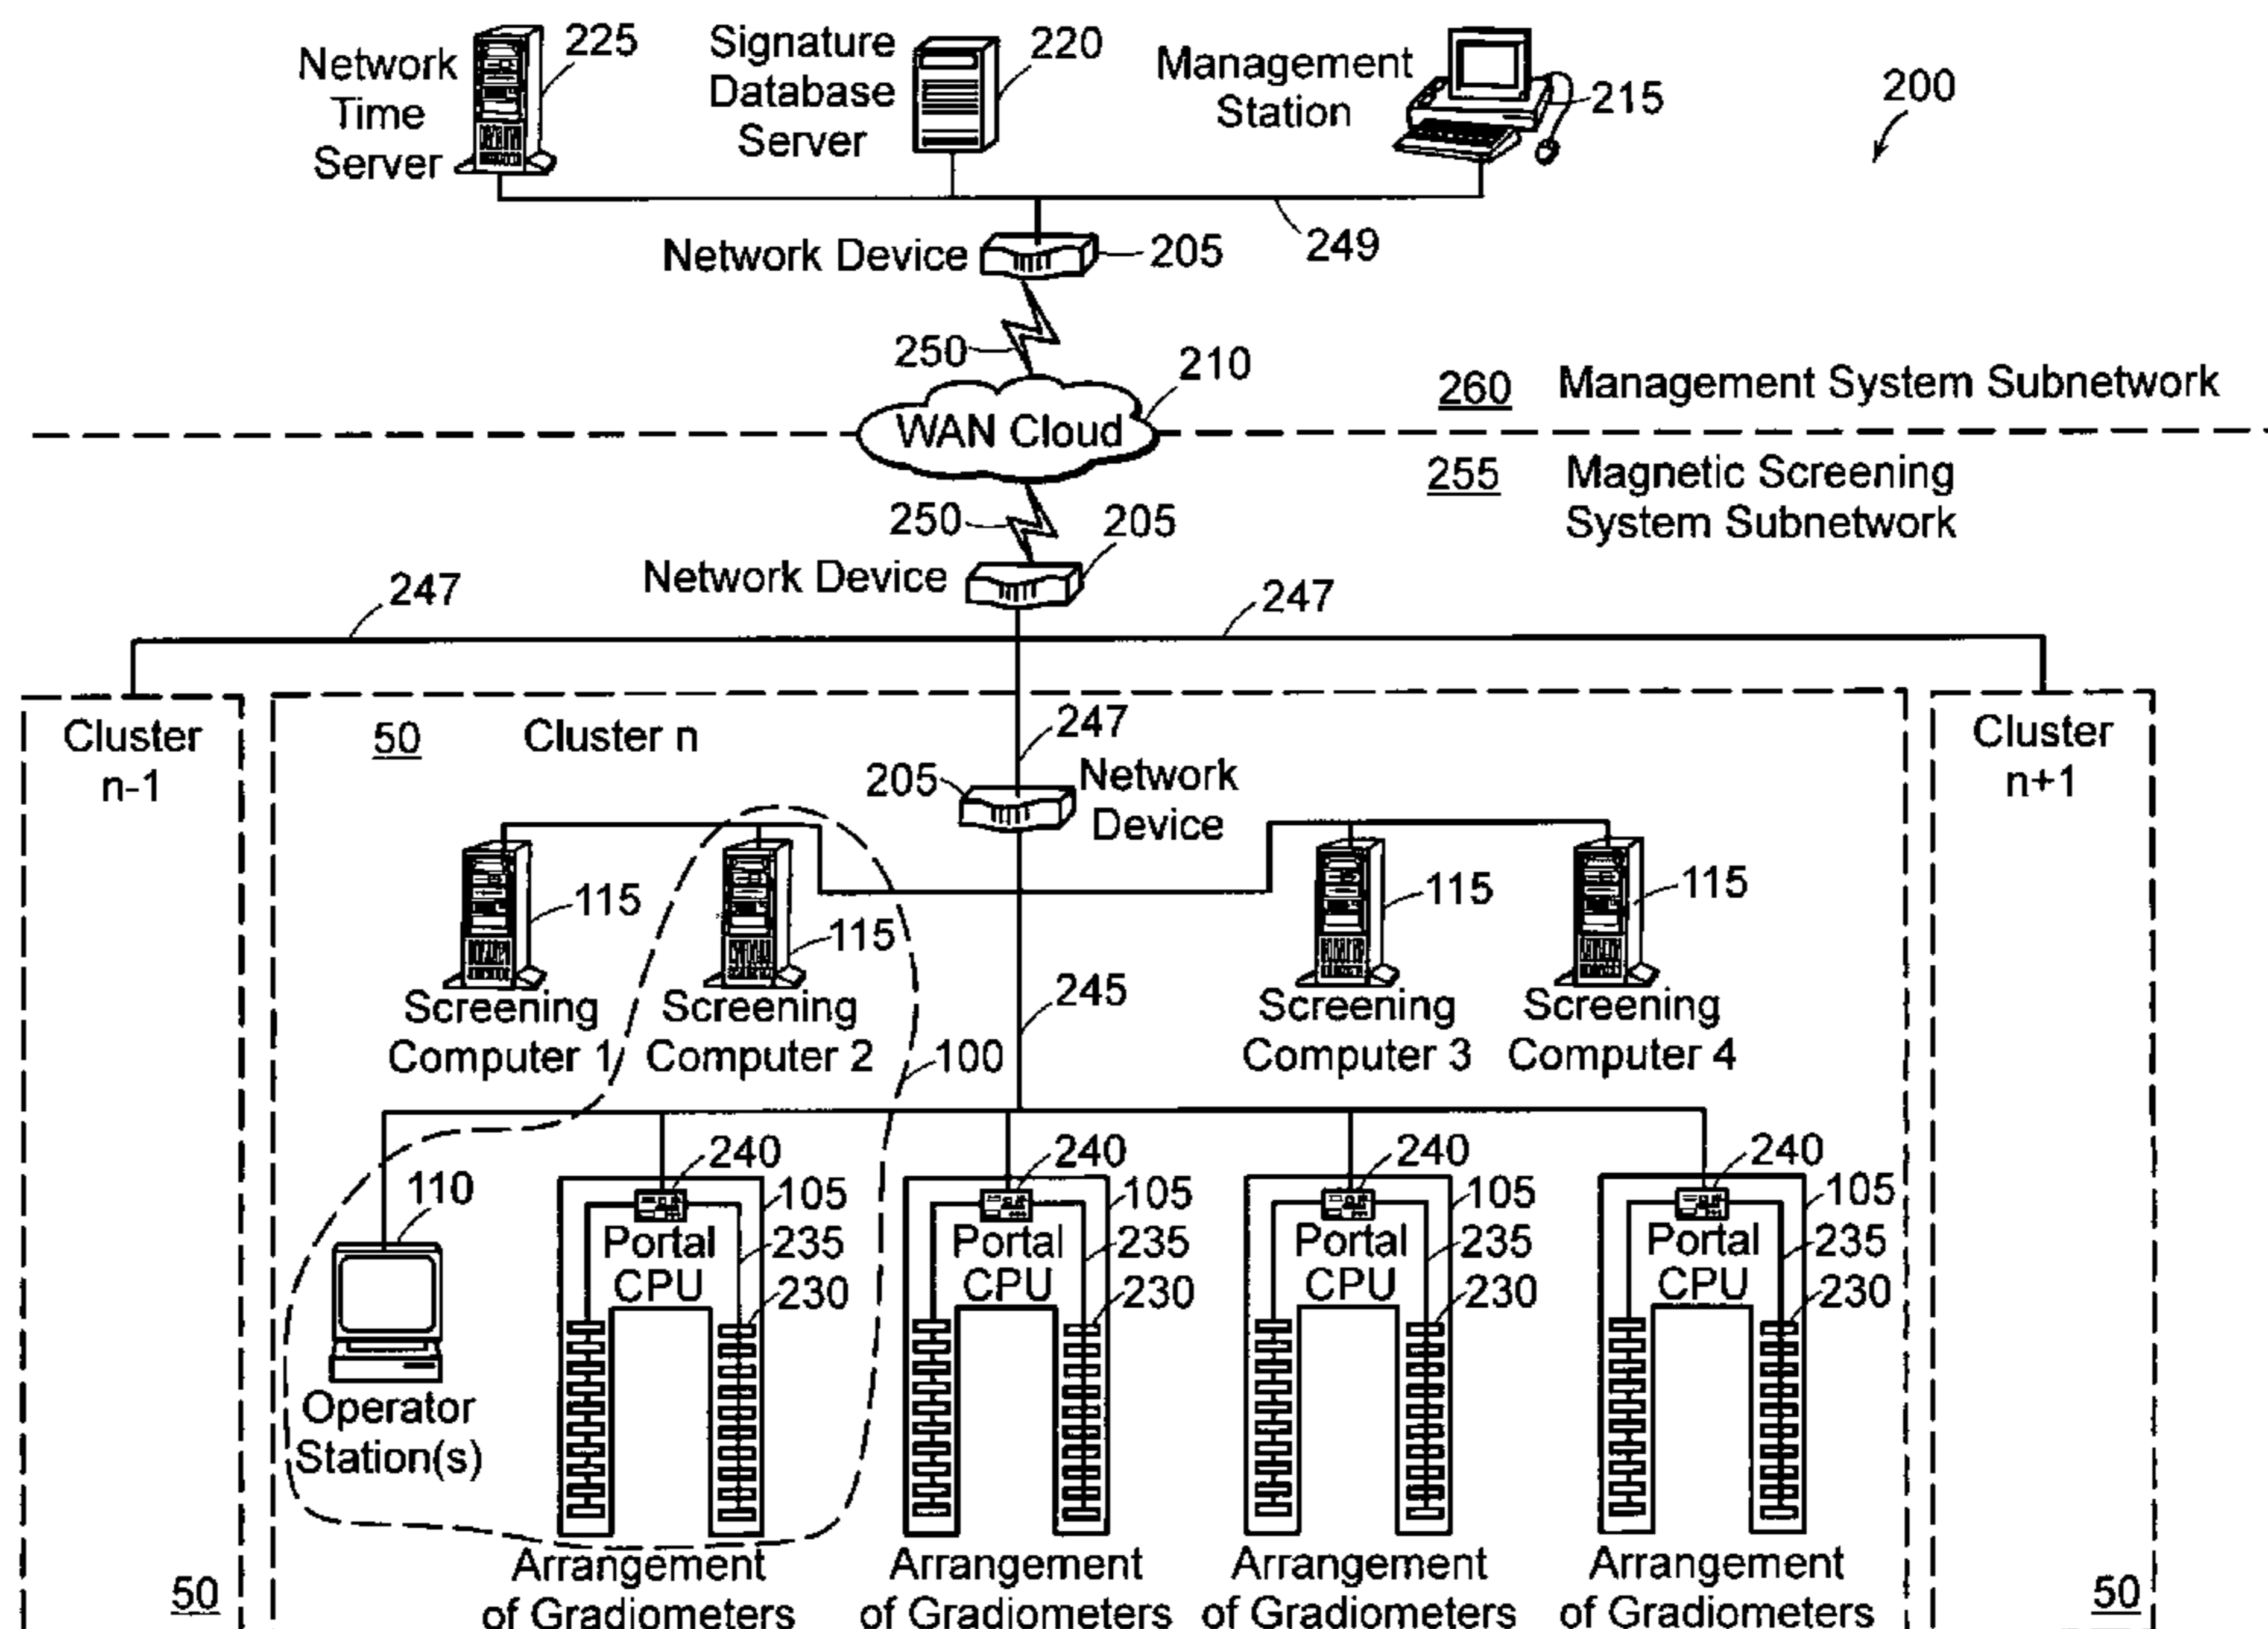 Network
Time
Server
225
Signature
Database
Server
220
Management
Station
215
200
Network Device
205
249
250
210
WAN Cloud
260 Management System Subnetwork
255 Magnetic Screening
System Subnetwork
250
205
Network Device
247
247
Cluster
n-1
50
Cluster n
247
205
Network
Device
Cluster
n+1
115
115
115
115
Screening
Computer 1
Screening
Computer 2
100
245
Screening
Computer 3
Screening
Computer 4
110
Operator
Station(s)
240
105
Portal
CPU
235
230
240
105
Portal
CPU
235
230
240
105
Portal
CPU
235
230
240
105
Portal
CPU
235
230
Arrangement
of Gradiometers
Arrangement
of Gradiometers
Arrangement
of Gradiometers
Arrangement
of Gradiometers
50
50